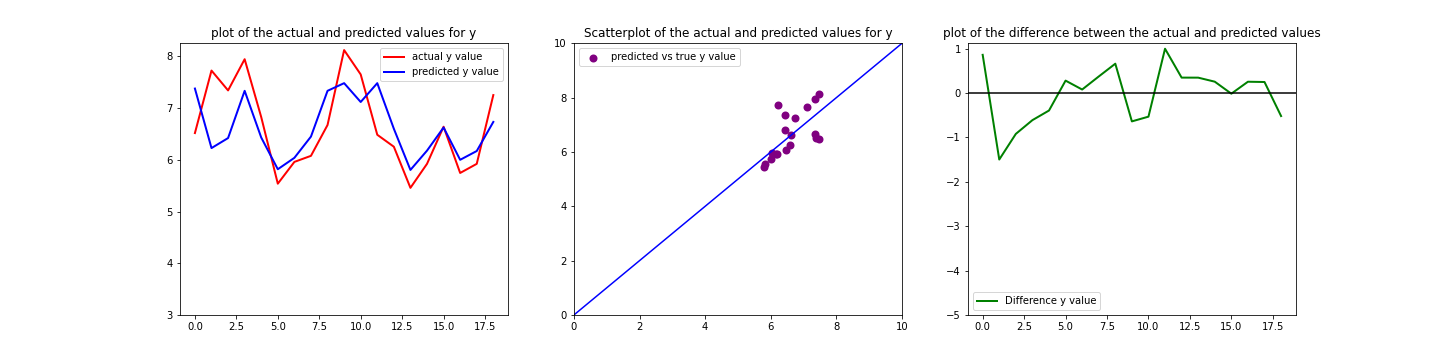 plot of the actual and predicted values for y
actual y value
predicted y value
8
7
6
5
4
3
0.0 2.5 5.0 7.5 10.0 12.5 15.0 17.5
Scatterplot of the actual and predicted values for y
predicted vs true y value
10
8
6
4
2
0
0 2 4 6 8 10
plot of the difference between the actual and predicted values
1
0
−1
−2
−3
−4
−5
Difference y value
0.0 2.5 5.0 7.5 10.0 12.5 15.0 17.5